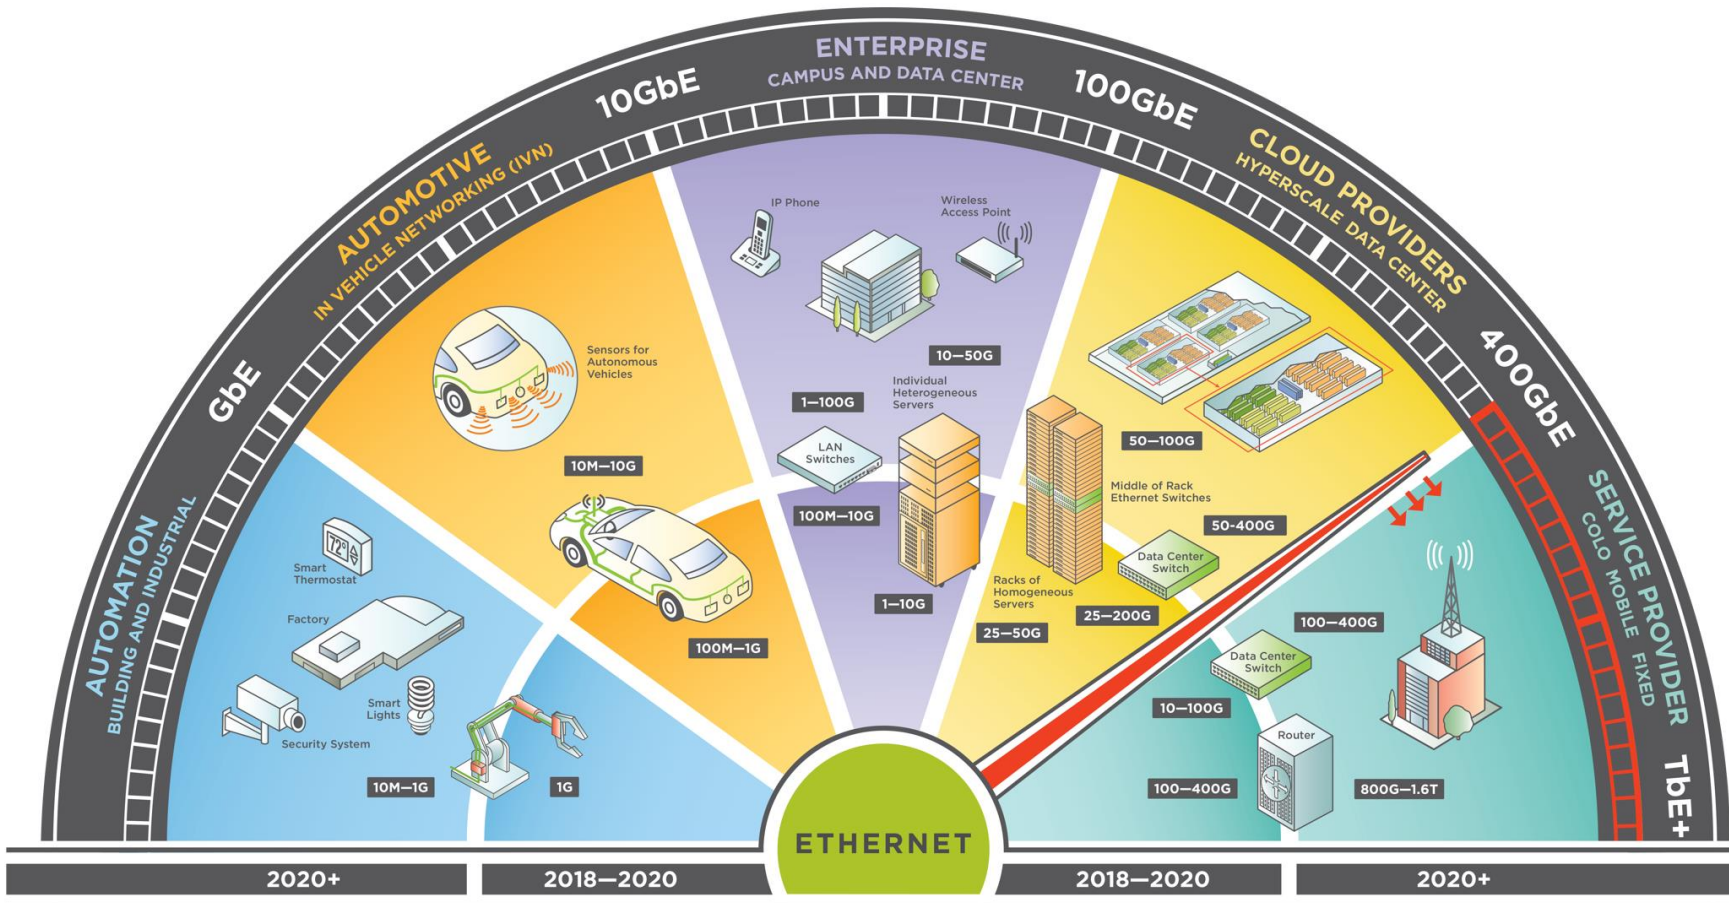 ENTERPRISE
CAMPUS AND DATA CENTER
10GbE
100GbE
AUTOMOTIVE
IN VEHICLE NETWORKING (IVN)
CLOUD PROVIDERS
HYPERSCALE DATA CENTER
GbE
400GbE
AUTOMATION
BUILDING AND INDUSTRIAL
SERVICE PROVIDER
COLO MOBILE FIXED
TbE+
Smart
Thermostat
72°
Factory
Smart
Lights
Security System
10M—1G
1G
Sensors for
Autonomous
Vehicles
10M—10G
100M—1G
IP Phone
Wireless
Access Point
10—50G
1—100G
Individual
Heterogeneous
Servers
LAN
Switches
100M—10G
1—10G
50—100G
Middle of Rack
Ethernet Switches
50-400G
Data Center
Switch
Racks of
Homogeneous
Servers
25—200G
25—50G
100—400G
Data Center
Switch
10—100G
Router
100—400G
800G—1.6T
ETHERNET
2020+
2018—2020
2018—2020
2020+